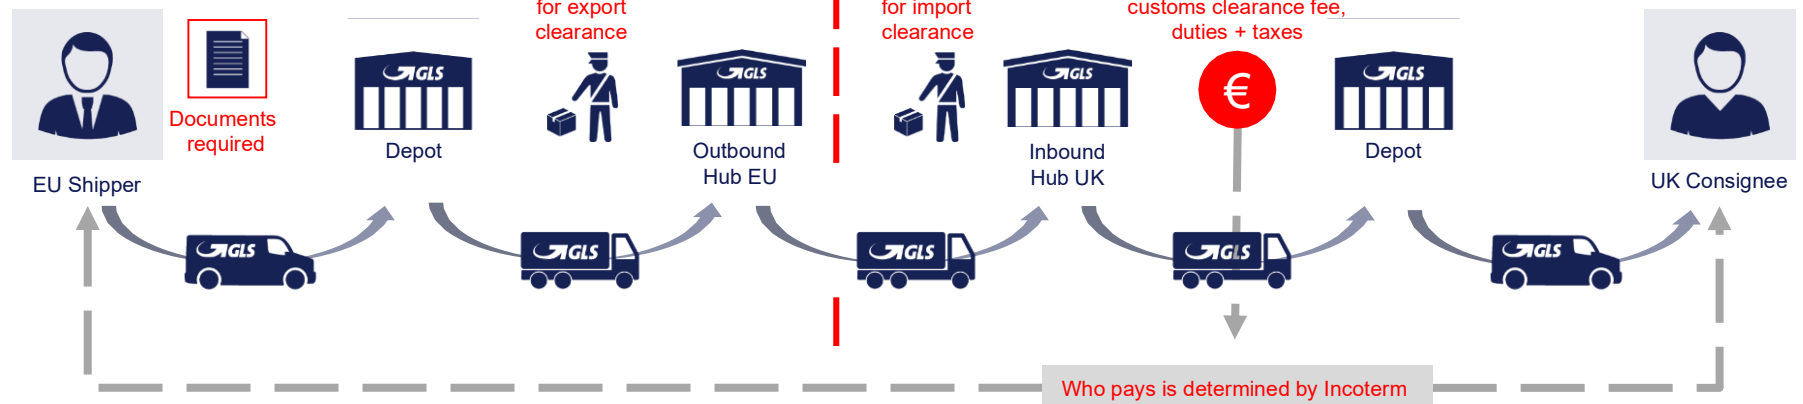 for export
clearance
for import
clearance
customs clearance fee,
duties + taxes
GLS
GLS
GLS
€
GLS
Documents
required
Depot
Outbound
Hub EU
Inbound
Hub UK
Depot
EU Shipper
UK Consignee
GLS
GLS
GLS
GLS
GLS
Who pays is determined by Incoterm